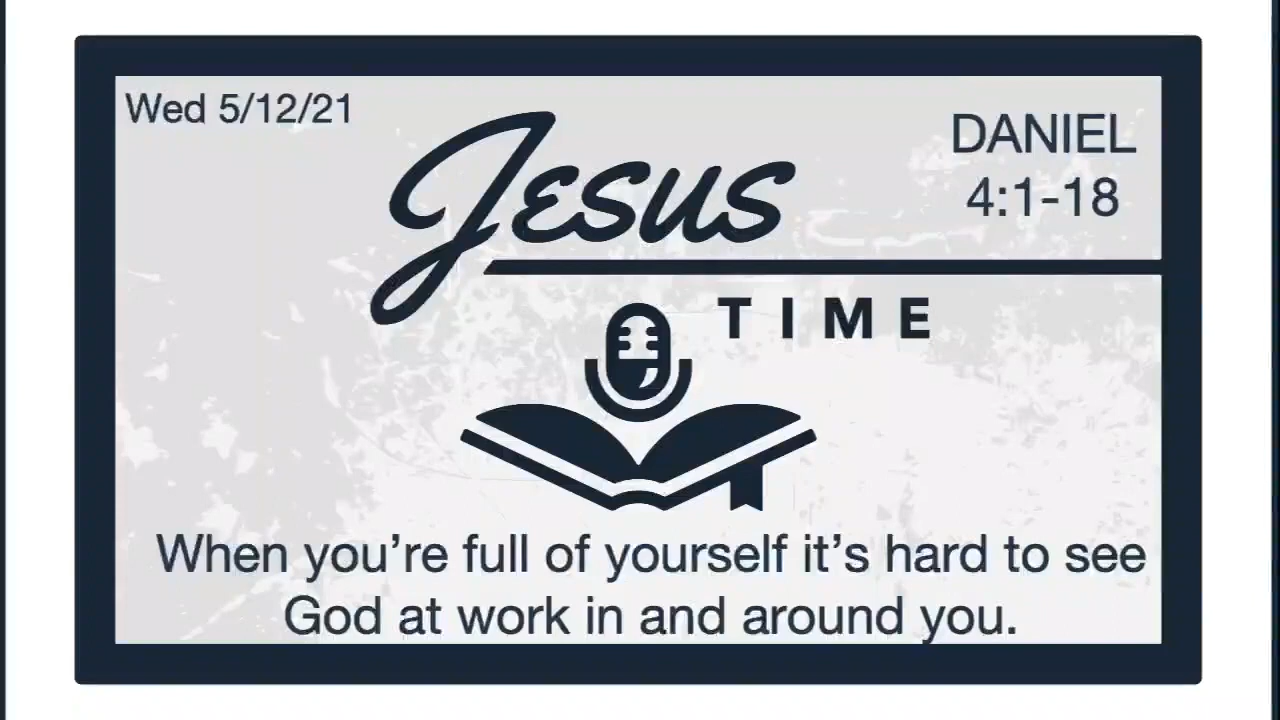 Wed 5/12/21
Jesus
DANIEL
4:1-18
TIME
When you’re full of yourself it’s hard to see
God at work in and around you.